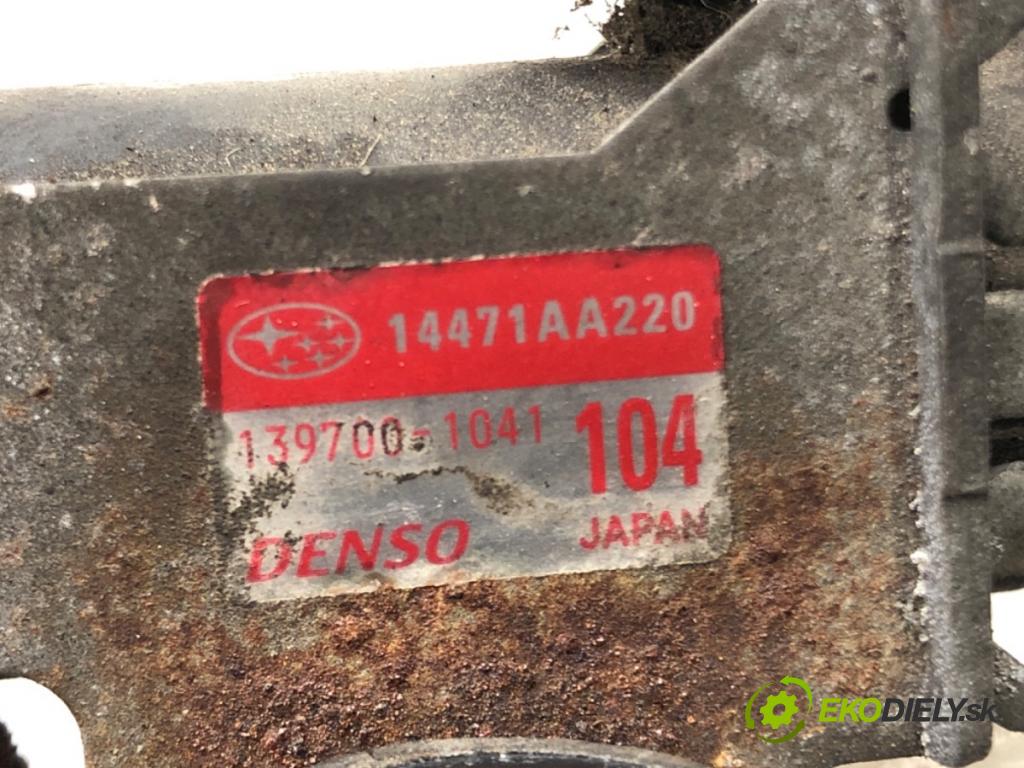 14471AA220
139700-1041 104
DENSO JAPAN
EKODIELY.sk